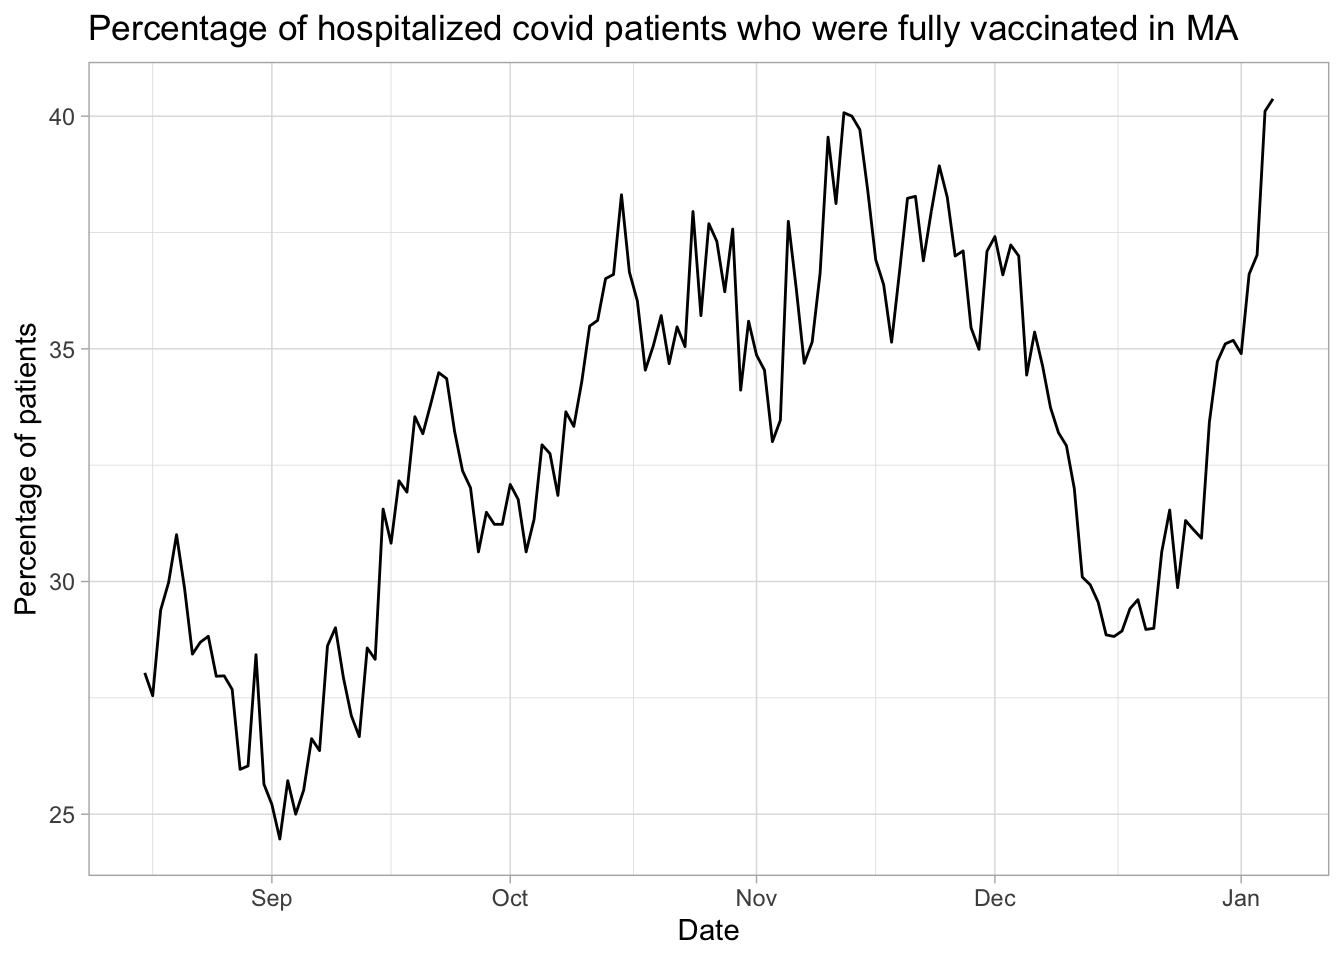 Percentage of hospitalized covid patients who were fully vaccinated in MA
40
35
30
25
Percentage of patients
Sep Oct Nov Dec Jan
Date